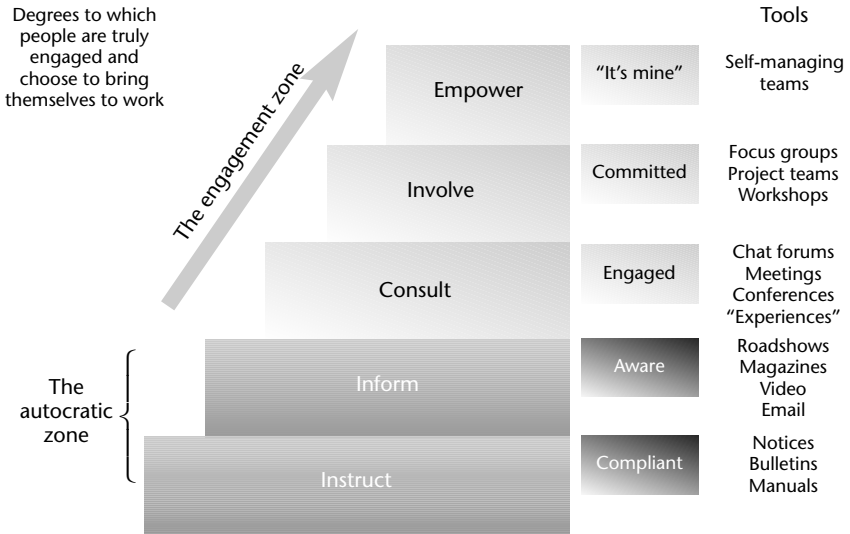 Degrees to which
people are truly
engaged and
choose to bring
themselves to work
Tools
The engagement zone
Empower
“It’s mine”
Self-managing
teams
Involve
Committed
Focus groups
Project teams
Workshops
Consult
Engaged
Chat forums
Meetings
Conferences
“Experiences”
The
autocratic
zone
Inform
Aware
Roadshows
Magazines
Video
Email
Instruct
Compliant
Notices
Bulletins
Manuals